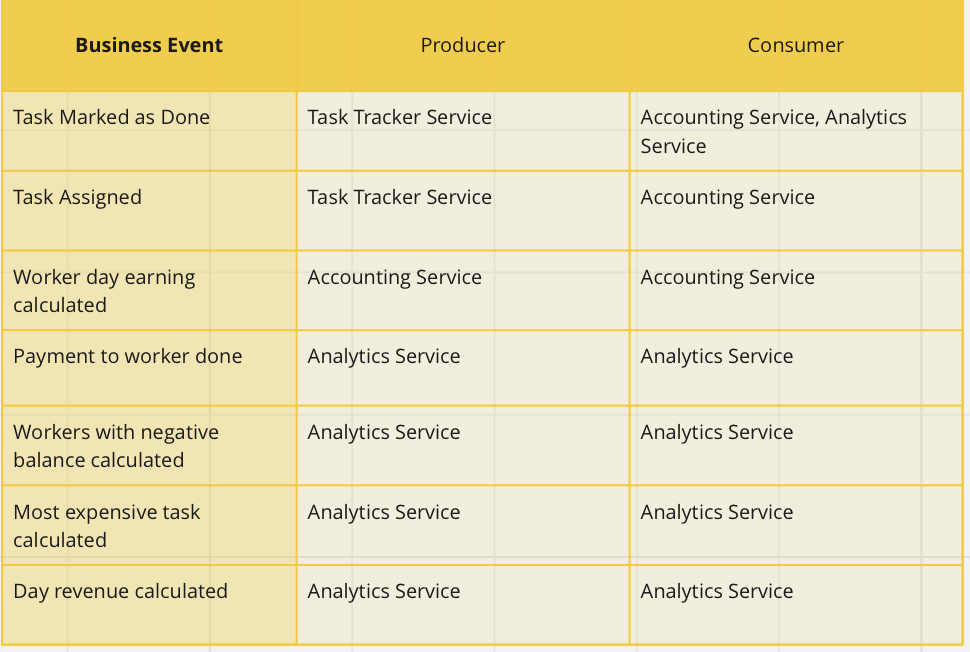 Business Event Producer Consumer
Task Marked as Done Task Tracker Service Accounting Service, Analytics
Service
Task Assigned Task Tracker Service Accounting Service
Worker day earning Accounting Service Accounting Service
calculated
Payment to worker done Analytics Service Analytics Service
Workers with negative Analytics Service Analytics Service
balance calculated
Most expensive task Analytics Service Analytics Service
calculated
Day revenue calculated Analytics Service Analytics Service